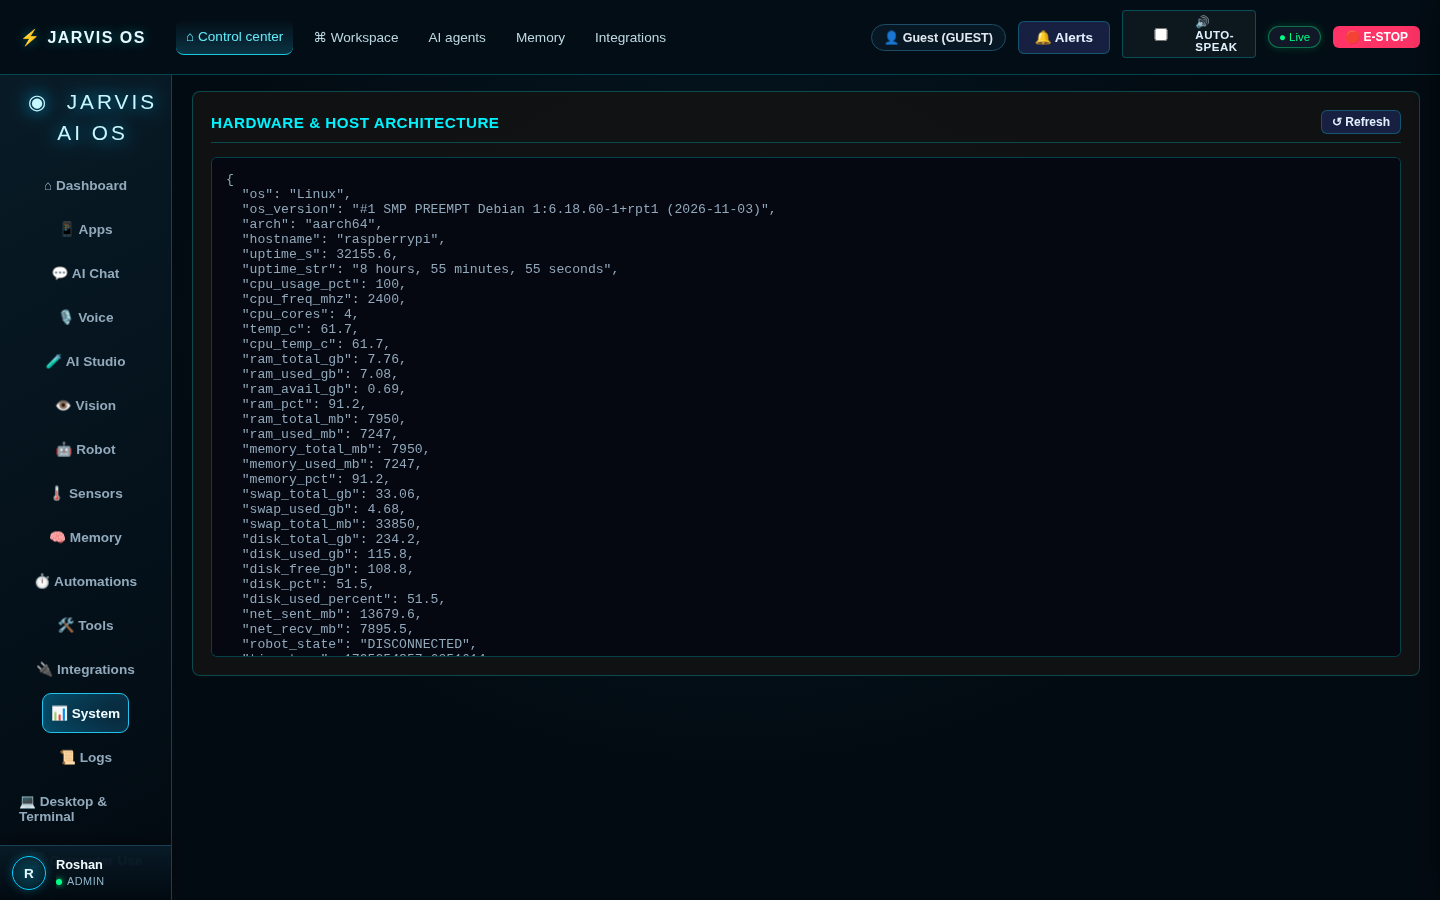 ⚡ JARVIS OS
⌂ Control center
⌘ Workspace
AI agents
Memory
Integrations
👤 Guest (GUEST)
🔔 Alerts
🔊
AUTO-
SPEAK
● Live
🛑 E-STOP
◉ JARVIS
AI OS
⌂ Dashboard
📱 Apps
💬 AI Chat
🎙️ Voice
🧪 AI Studio
👁️ Vision
🤖 Robot
🌡️ Sensors
🧠 Memory
⏱️ Automations
🛠️ Tools
🔌 Integrations
📊 System
📜 Logs
💻 Desktop &
Terminal
Use
R
Roshan
ADMIN
HARDWARE & HOST ARCHITECTURE
↺ Refresh
{
"os": "Linux",
"os_version": "#1 SMP PREEMPT Debian 1:6.18.60-1+rpt1 (2026-11-03)",
"arch": "aarch64",
"hostname": "raspberrypi",
"uptime_s": 32155.6,
"uptime_str": "8 hours, 55 minutes, 55 seconds",
"cpu_usage_pct": 100,
"cpu_freq_mhz": 2400,
"cpu_cores": 4,
"temp_c": 61.7,
"cpu_temp_c": 61.7,
"ram_total_gb": 7.76,
"ram_used_gb": 7.08,
"ram_avail_gb": 0.69,
"ram_pct": 91.2,
"ram_total_mb": 7950,
"ram_used_mb": 7247,
"memory_total_mb": 7950,
"memory_used_mb": 7247,
"memory_pct": 91.2,
"swap_total_gb": 33.06,
"swap_used_gb": 4.68,
"swap_total_mb": 33850,
"disk_total_gb": 234.2,
"disk_used_gb": 115.8,
"disk_free_gb": 108.8,
"disk_pct": 51.5,
"disk_used_percent": 51.5,
"net_sent_mb": 13679.6,
"net_recv_mb": 7895.5,
"robot_state": "DISCONNECTED",